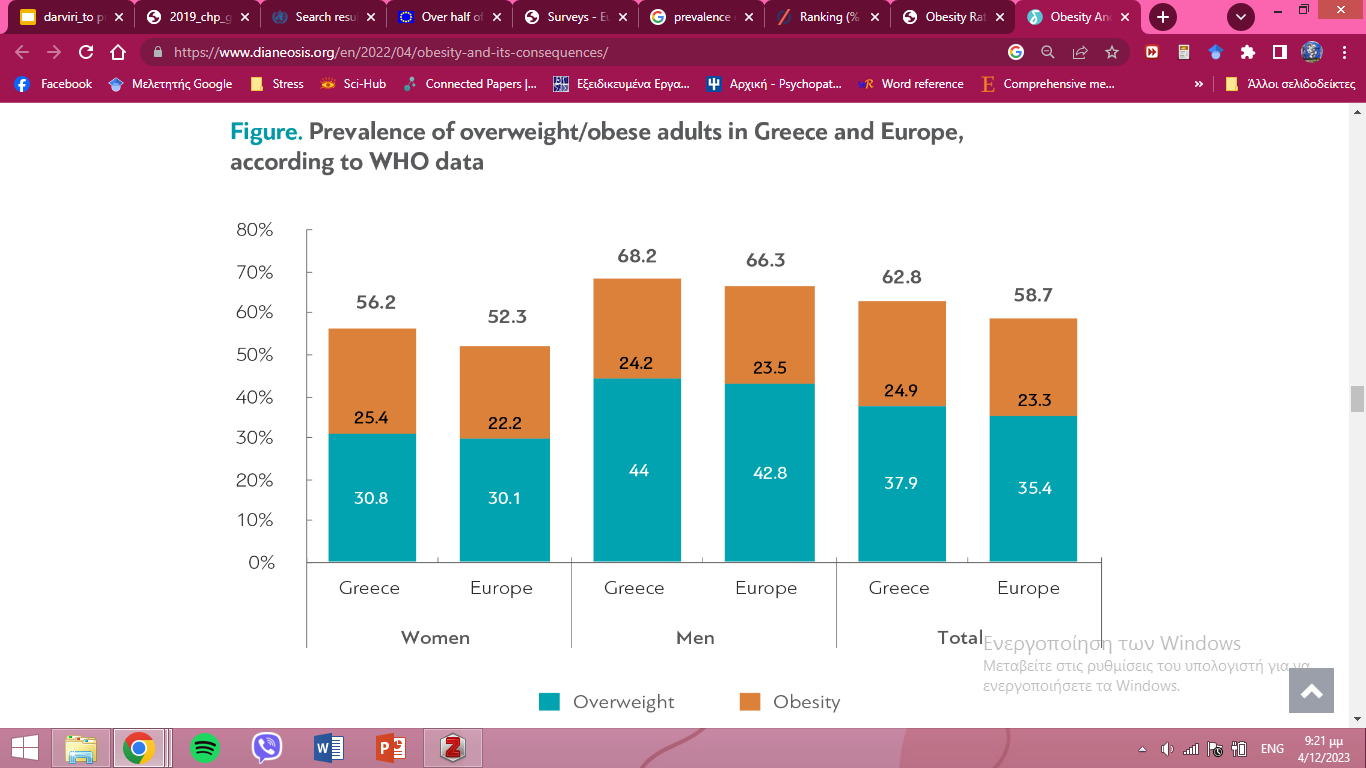 darviri_to p
2019_chp_g
Search resu
Over half of
Surveys - Eu
prevalence
Ranking (%
Obesity Rat
Obesity An
https://www.dianeosis.org/en/2022/04/obesity-and-its-consequences/
Facebook
Μελετητής Google
Stress
Sci-Hub
Connected Papers |...
Εξειδικευμένα Εργα...
Αρχική - Psychopat...
Word reference
Comprehensive me...
»
Άλλοι σελιδοδείκτες
Figure. Prevalence of overweight/obese adults in Greece and Europe,
according to WHO data
80%
70%
60%
50%
40%
30%
20%
10%
0%
56.2
52.3
68.2
66.3
62.8
58.7
25.4
22.2
24.2
23.5
24.9
23.3
30.8
30.1
44
42.8
37.9
35.4
Greece Europe Greece Europe Greece Europe
Women Men Total
Ενεργοποίηση των Windows
Μεταβείτε στις ρυθμίσεις του υπολογιστή για να
ενεργοποιήσετε τα Windows.
Overweight Obesity
ENG
9:21 μμ
4/12/2023